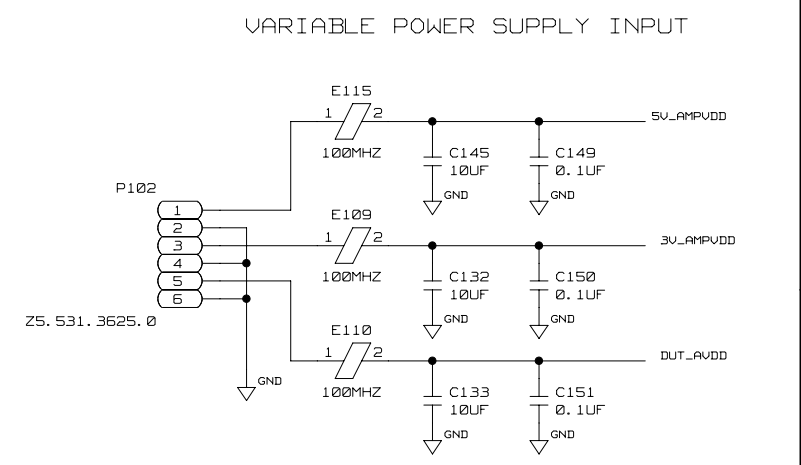 VARIABLE POWER SUPPLY INPUT
E115
1 2
100MHZ
5V_AMPVDD
C145
10UF
GND
C149
0.1UF
GND
P102
1
2
3
4
5
6
Z5.531.3625.0
GND
E109
1 2
100MHZ
3V_AMPVDD
C132
10UF
GND
C150
0.1UF
GND
E110
1 2
100MHZ
DUT_AVDD
C133
10UF
GND
C151
0.1UF
GND